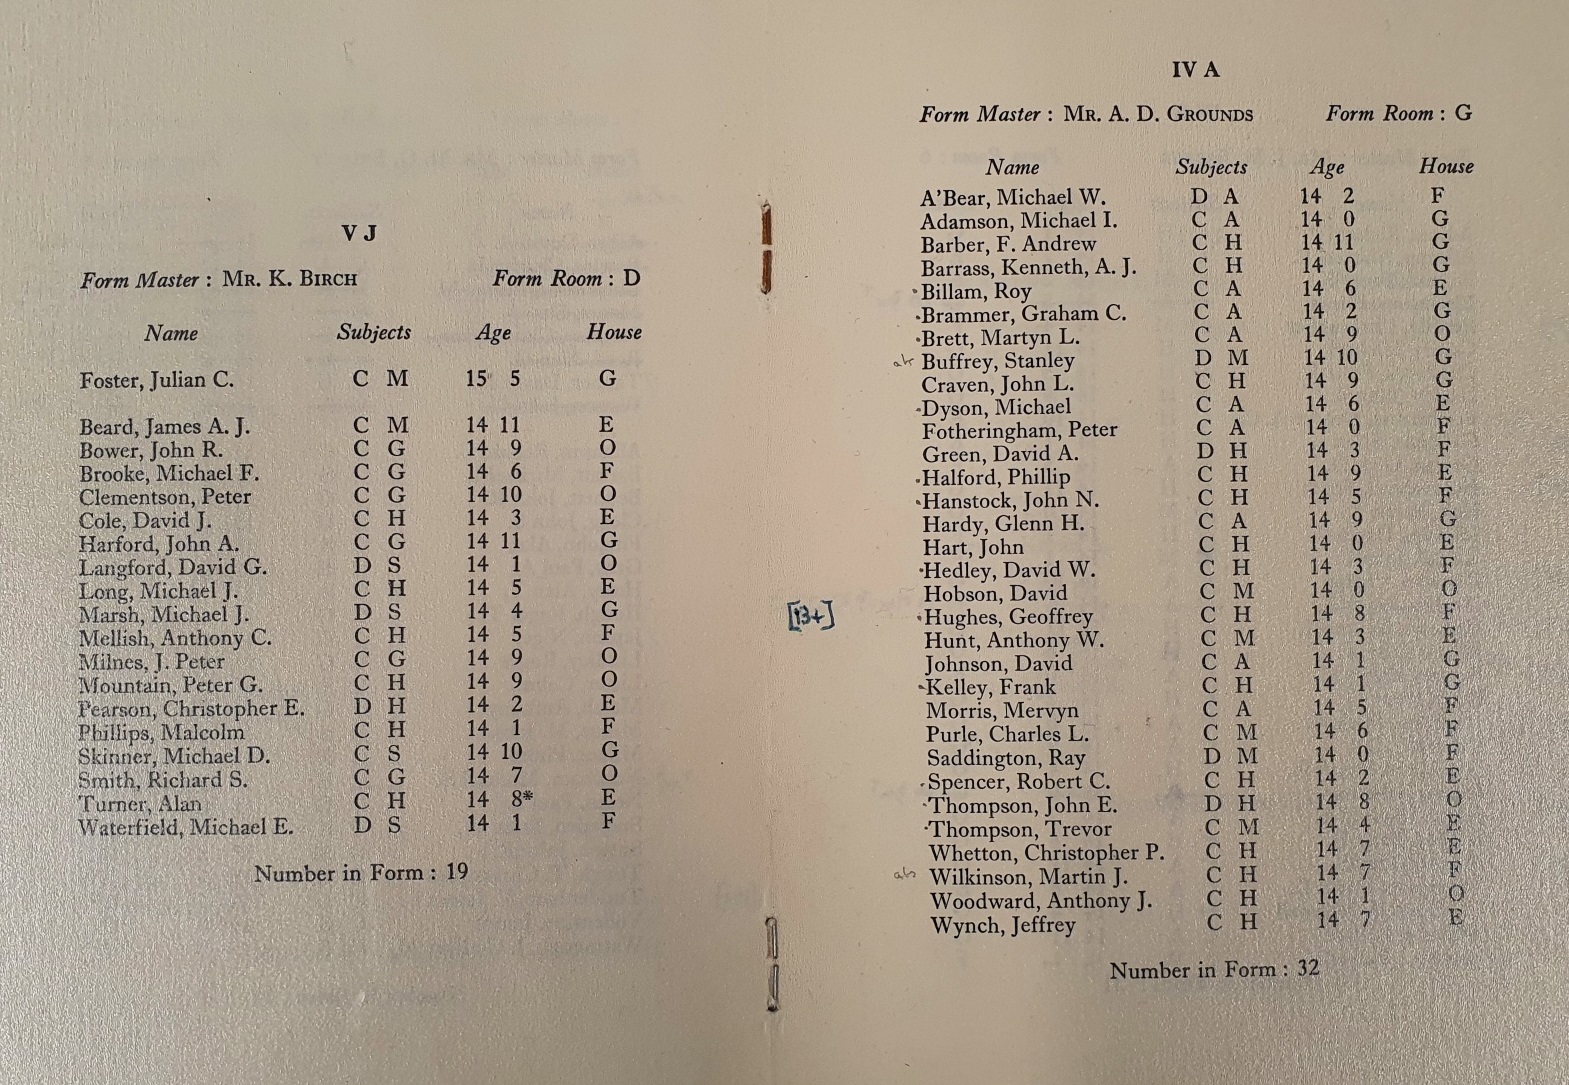 V J
Form Master : MR. K. BIRCH Form Room : D
Name Subjects Age House
Foster, Julian C. C M 15 5 G
Beard, James A. J. C M 14 11 E
Bower, John R. C G 14 9 O
Brooke, Michael F. C G 14 6 F
Clementson, Peter C G 14 10 O
Cole, David J. C H 14 3 E
Harford, John A. C G 14 11 G
Langford, David G. D S 14 1 O
Long, Michael J. C H 14 5 E
Marsh, Michael J. D S 14 4 G
Mellish, Anthony C. C H 14 5 F
Milnes, J. Peter C G 14 9 O
Mountain, Peter G. C H 14 9 O
Pearson, Christopher E. D H 14 2 E
Phillips, Malcolm C H 14 1 F
Skinner, Michael D. C S 14 10 G
Smith, Richard S. C G 14 7 O
Turner, Alan C H 14 8* E
Waterfield, Michael E. D S 14 1 F
Number in Form : 19
[13+]
IV A
Form Master : MR. A. D. GROUNDS Form Room : G
Name Subjects Age House
A'Bear, Michael W. D A 14 2 F
Adamson, Michael I. C A 14 0 G
Barber, F. Andrew C H 14 11 G
Barrass, Kenneth, A. J. C H 14 0 G
Billam, Roy C A 14 6 E
Brammer, Graham C. C A 14 2 G
Brett, Martyn L. C A 14 9 O
ab Buffrey, Stanley D M 14 10 G
Craven, John L. C H 14 9 G
Dyson, Michael C A 14 6 E
Fotheringham, Peter C A 14 0 F
Green, David A. D H 14 3 F
Halford, Phillip C H 14 9 E
Hanstock, John N. C H 14 5 F
Hardy, Glenn H. C A 14 9 G
Hart, John C H 14 0 E
Hedley, David W. C H 14 3 F
Hobson, David C M 14 0 O
Hughes, Geoffrey C H 14 8 F
Hunt, Anthony W. C M 14 3 E
Johnson, David C A 14 1 G
Kelley, Frank C H 14 1 G
Morris, Mervyn C A 14 5 F
Purle, Charles L. C M 14 6 F
Saddington, Ray D M 14 0 F
Spencer, Robert C. C H 14 2 E
Thompson, John E. D H 14 8 O
Thompson, Trevor C M 14 4 E
Whetton, Christopher P. C H 14 7 E
abs Wilkinson, Martin J. C H 14 7 F
Woodward, Anthony J. C H 14 1 O
Wynch, Jeffrey C H 14 7 E
Number in Form : 32